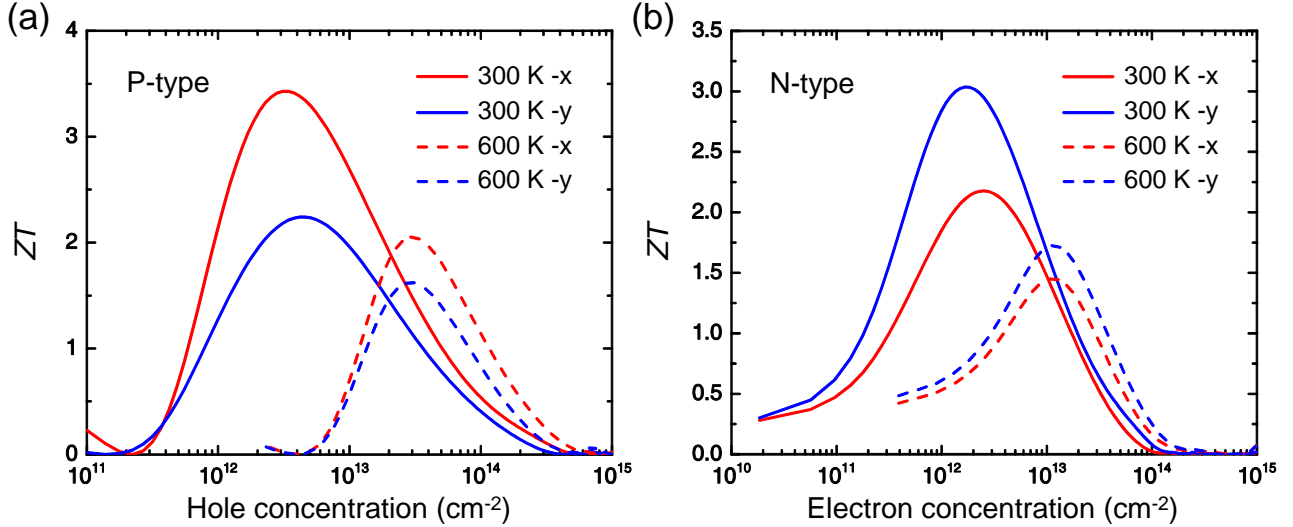 (a)
P-type
300 K -x
300 K -y
600 K -x
600 K -y
ZT
4
3
2
1
0
10^11 10^12 10^13 10^14 10^15
Hole concentration (cm^-2)
(b)
N-type
300 K -x
300 K -y
600 K -x
600 K -y
ZT
3.5
3.0
2.5
2.0
1.5
1.0
0.5
0.0
10^10 10^11 10^12 10^13 10^14 10^15
Electron concentration (cm^-2)